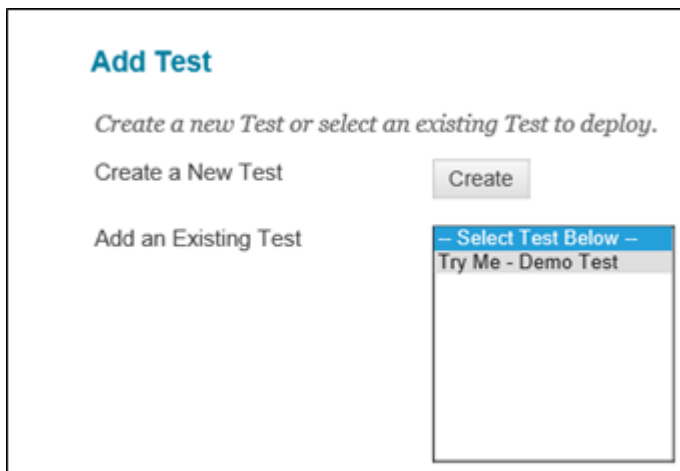 Add Test
Create a new Test or select an existing Test to deploy.
Create a New Test
Create
Add an Existing Test
-- Select Test Below --
Try Me - Demo Test